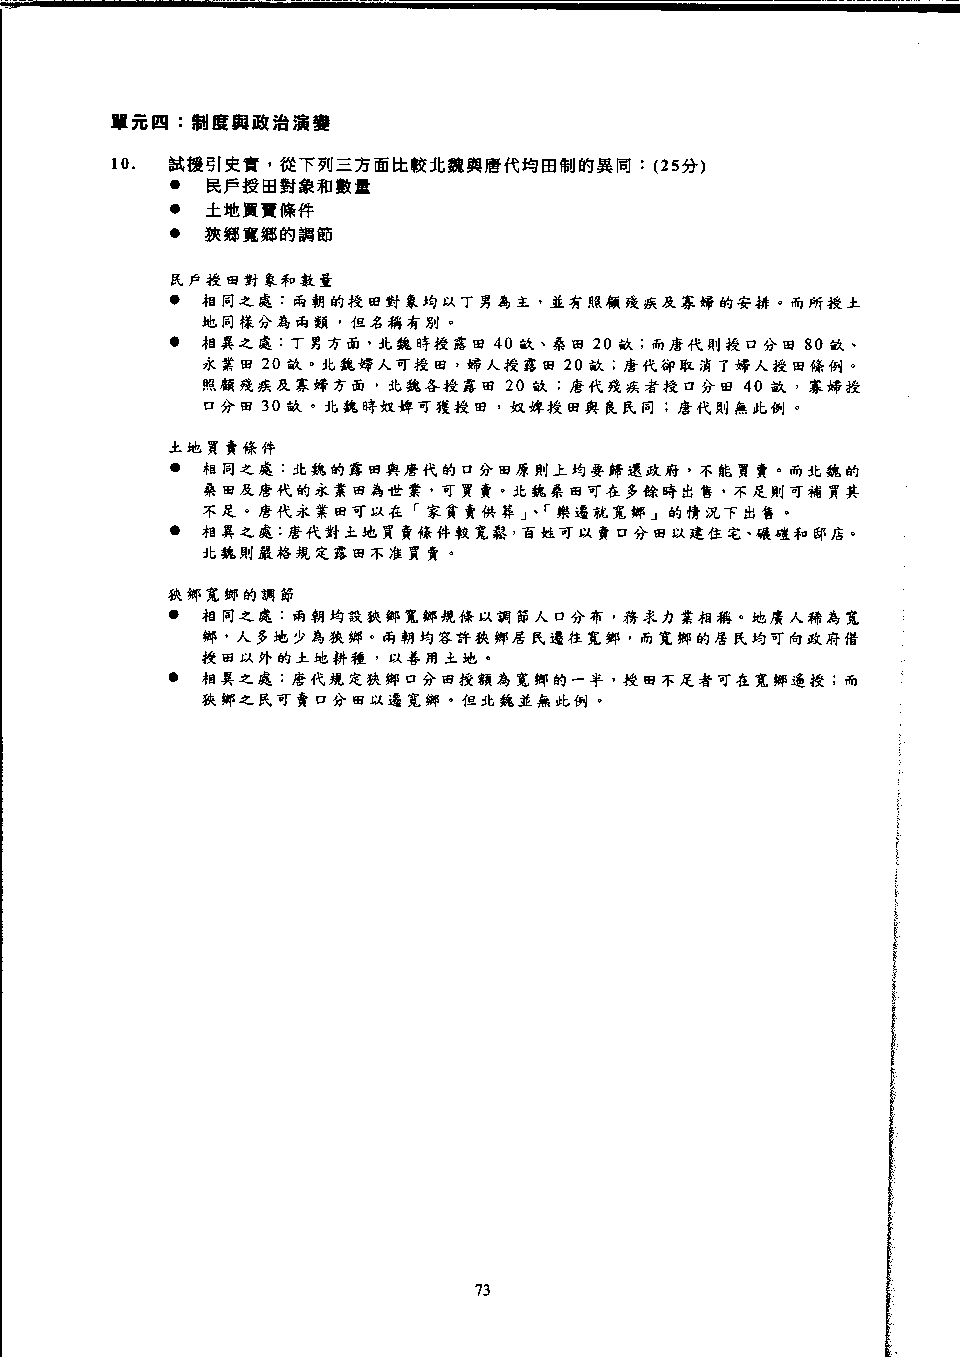 單元四：制度與政治演變
10. 試援引史實，從下列三方面比較北魏與唐代均田制的異同：(25分)
● 民戶授田對象和數量
● 土地買賣條件
● 狹鄉寬鄉的調節
民戶授田對象和數量
● 相同之處：兩朝的授田對象均以丁男為主，並有照顧殘疾及寡婦的安排。而所授土
地同樣分為兩類，但名稱有別。
● 相異之處：丁男方面，北魏時授露田 40 畝、桑田 20 畝；而唐代則授口分田 80 畝、
永業田 20 畝。北魏婦人可授田，婦人授露田 20 畝；唐代卻取消了婦人授田條例。
照顧殘疾及寡婦方面，北魏各授露田 20 畝；唐代殘疾者授口分田 40 畝，寡婦授
口分田 30 畝。北魏時奴婢可獲授田，奴婢授田與良民同；唐代則無此例。
土地買賣條件
● 相同之處：北魏的露田與唐代的口分田原則上均要歸還政府，不能買賣。而北魏的
桑田及唐代的永業田為世業，可買賣。北魏桑田可在多餘時出售，不足則可補買其
不足。唐代永業田可以在「家貧賣供葬」、「樂遷就寬鄉」的情況下出售。
● 相異之處：唐代對土地買賣條件較寬鬆，百姓可以賣口分田以建住宅、碾磑和邸店。
北魏則嚴格規定露田不准買賣。
狹鄉寬鄉的調節
● 相同之處：兩朝均設狹鄉寬鄉規條以調節人口分布，務求力業相稱。地廣人稀為寬
鄉，人多地少為狹鄉。兩朝均容許狹鄉居民遷往寬鄉，而寬鄉的居民均可向政府借
授田以外的土地耕種，以善用土地。
● 相異之處：唐代規定狹鄉口分田授額為寬鄉的一半，授田不足者可在寬鄉遙授；而
狹鄉之民可賣口分田以遷寬鄉。但北魏並無此例。
73